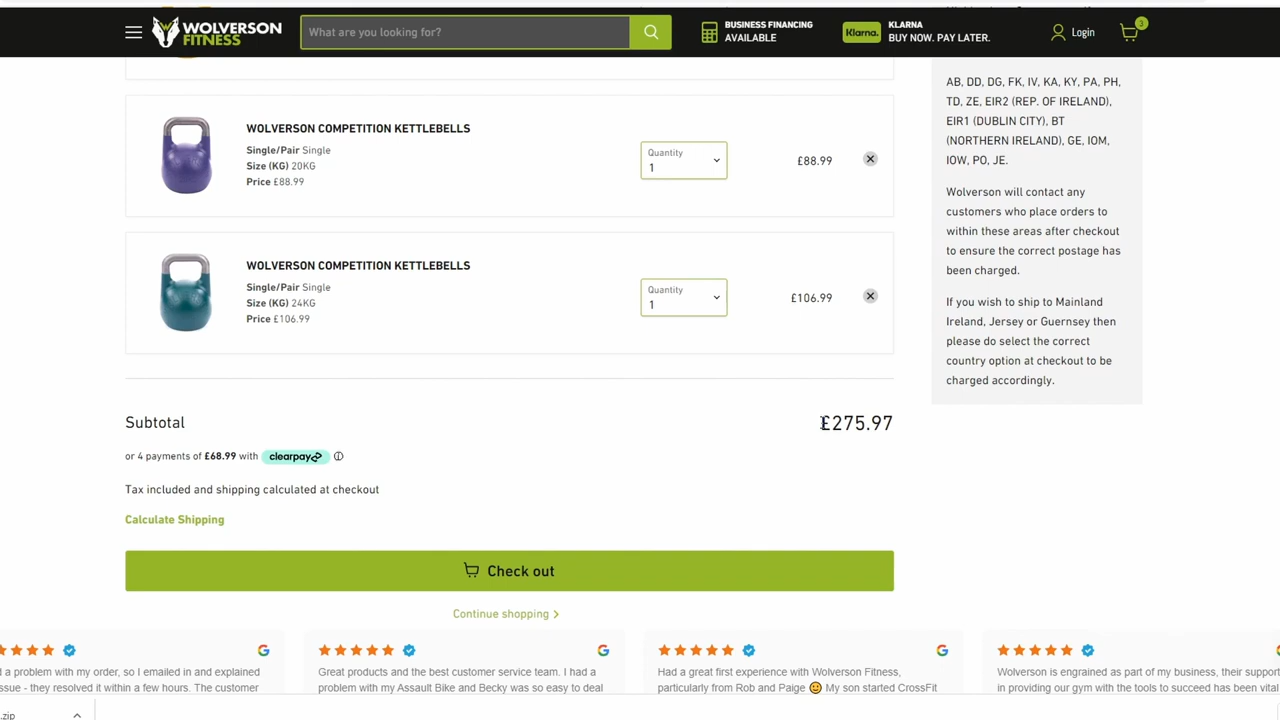 WOLVERSON
FITNESS
What are you looking for?
BUSINESS FINANCING
AVAILABLE
Klarna.
KLARNA
BUY NOW. PAY LATER.
Login
3
WOLVERSON COMPETITION KETTLEBELLS
Single/Pair Single
Size (KG) 20KG
Price £88.99
Quantity
1
£88.99
WOLVERSON COMPETITION KETTLEBELLS
Single/Pair Single
Size (KG) 24KG
Price £106.99
Quantity
1
£106.99
AB, DD, DG, FK, IV, KA, KY, PA, PH,
TD, ZE, EIR2 (REP. OF IRELAND),
EIR1 (DUBLIN CITY), BT
(NORTHERN IRELAND), GE, IOM,
IOW, PO, JE.
Wolverson will contact any
customers who place orders to
within these areas after checkout
to ensure the correct postage has
been charged.
If you wish to ship to Mainland
Ireland, Jersey or Guernsey then
please do select the correct
country option at checkout to be
charged accordingly.
Subtotal
£275.97
or 4 payments of £68.99 with clearpay
Tax included and shipping calculated at checkout
Calculate Shipping
Check out
Continue shopping
a problem with my order, so I emailed in and explained
ssue - they resolved it within a few hours. The customer
Great products and the best customer service team. I had a
problem with my Assault Bike and Becky was so easy to deal
Had a great first experience with Wolverson Fitness,
particularly from Rob and Paige 😊 My son started CrossFit
Wolverson is engrained as part of my business, their support
in providing our gym with the tools to succeed has been vital
.zip